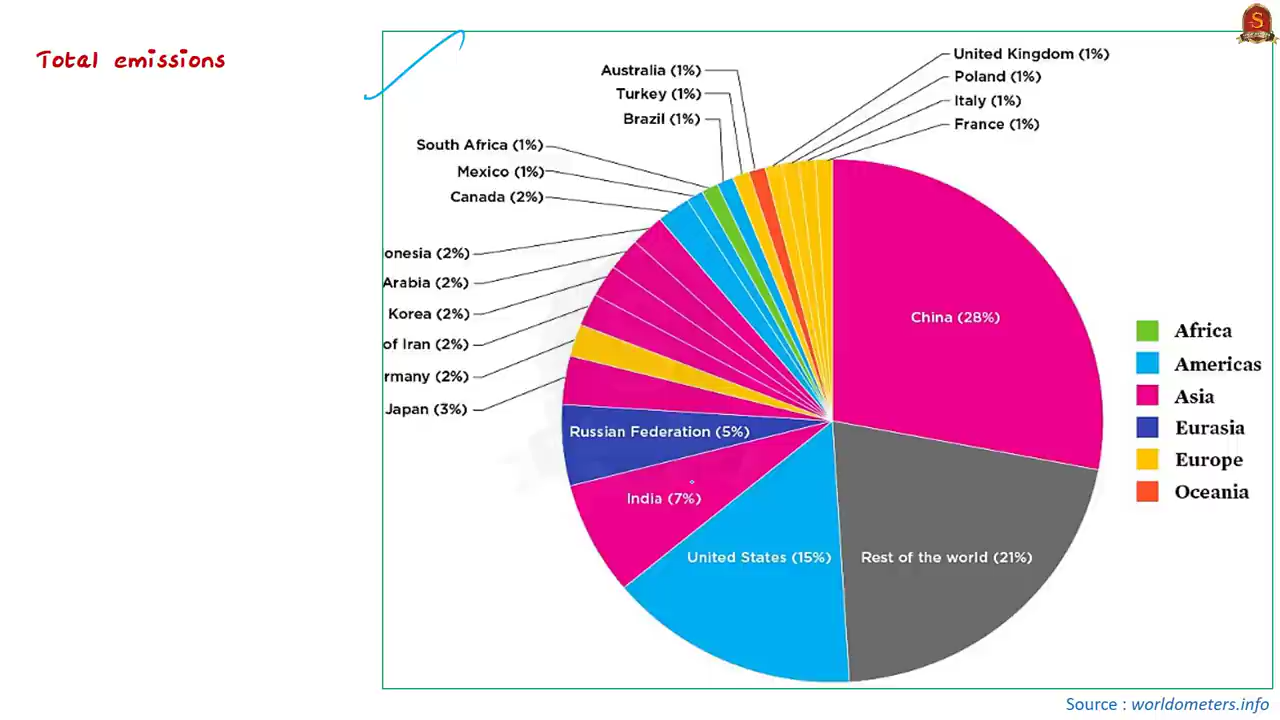 Total emissions
Australia (1%)
Turkey (1%)
Brazil (1%)
South Africa (1%)
Mexico (1%)
Canada (2%)
onesia (2%)
Arabia (2%)
Korea (2%)
of Iran (2%)
rmany (2%)
Japan (3%)
United Kingdom (1%)
Poland (1%)
Italy (1%)
France (1%)
China (28%)
Russian Federation (5%)
India (7%)
United States (15%)
Rest of the world (21%)
Africa
Americas
Asia
Eurasia
Europe
Oceania
Source : worldometers.info